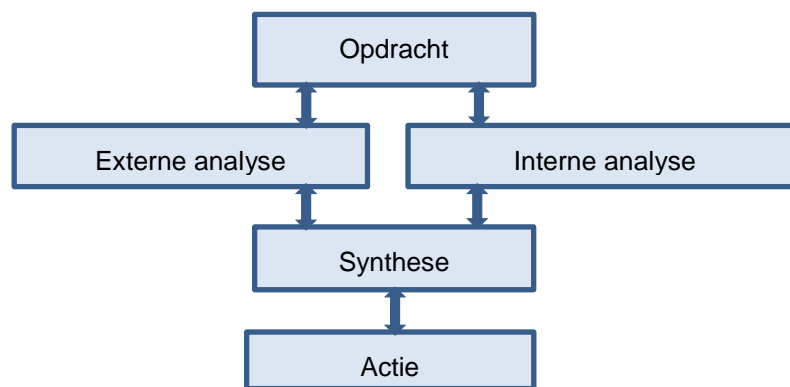 Opdracht
Externe analyse
Interne analyse
Synthese
Actie